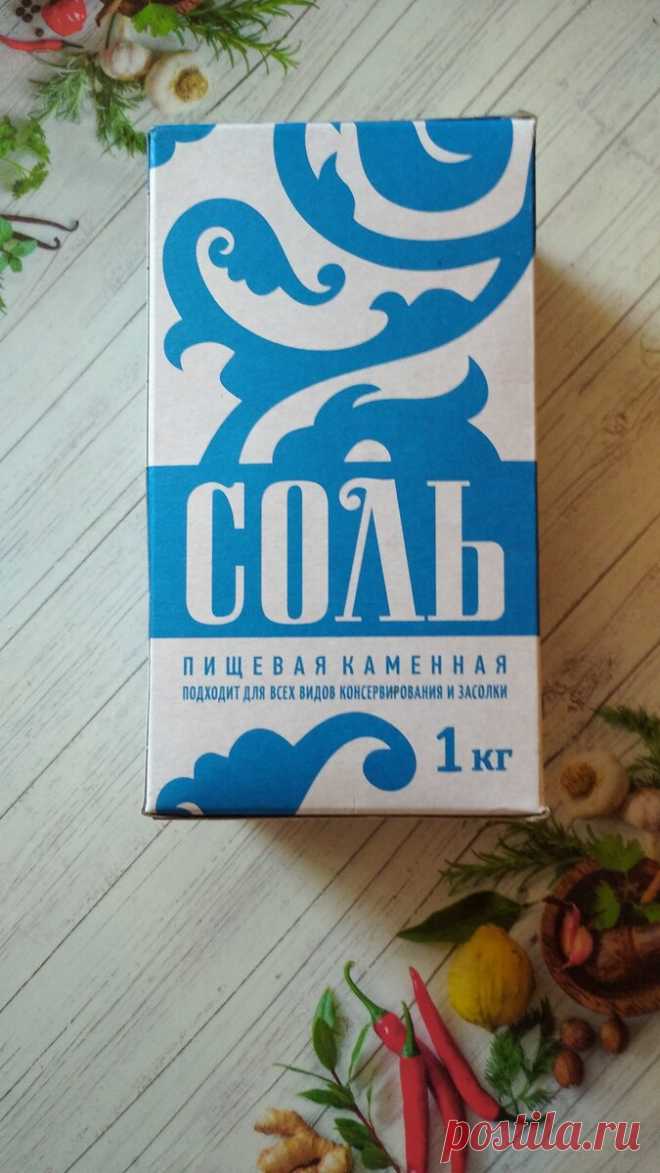 СОЛЬ
ПИЩЕВАЯ КАМЕННАЯ
ПОДХОДИТ ДЛЯ ВСЕХ ВИДОВ КОНСЕРВИРОВАНИЯ И ЗАСОЛКИ
1 кг
postila.ru